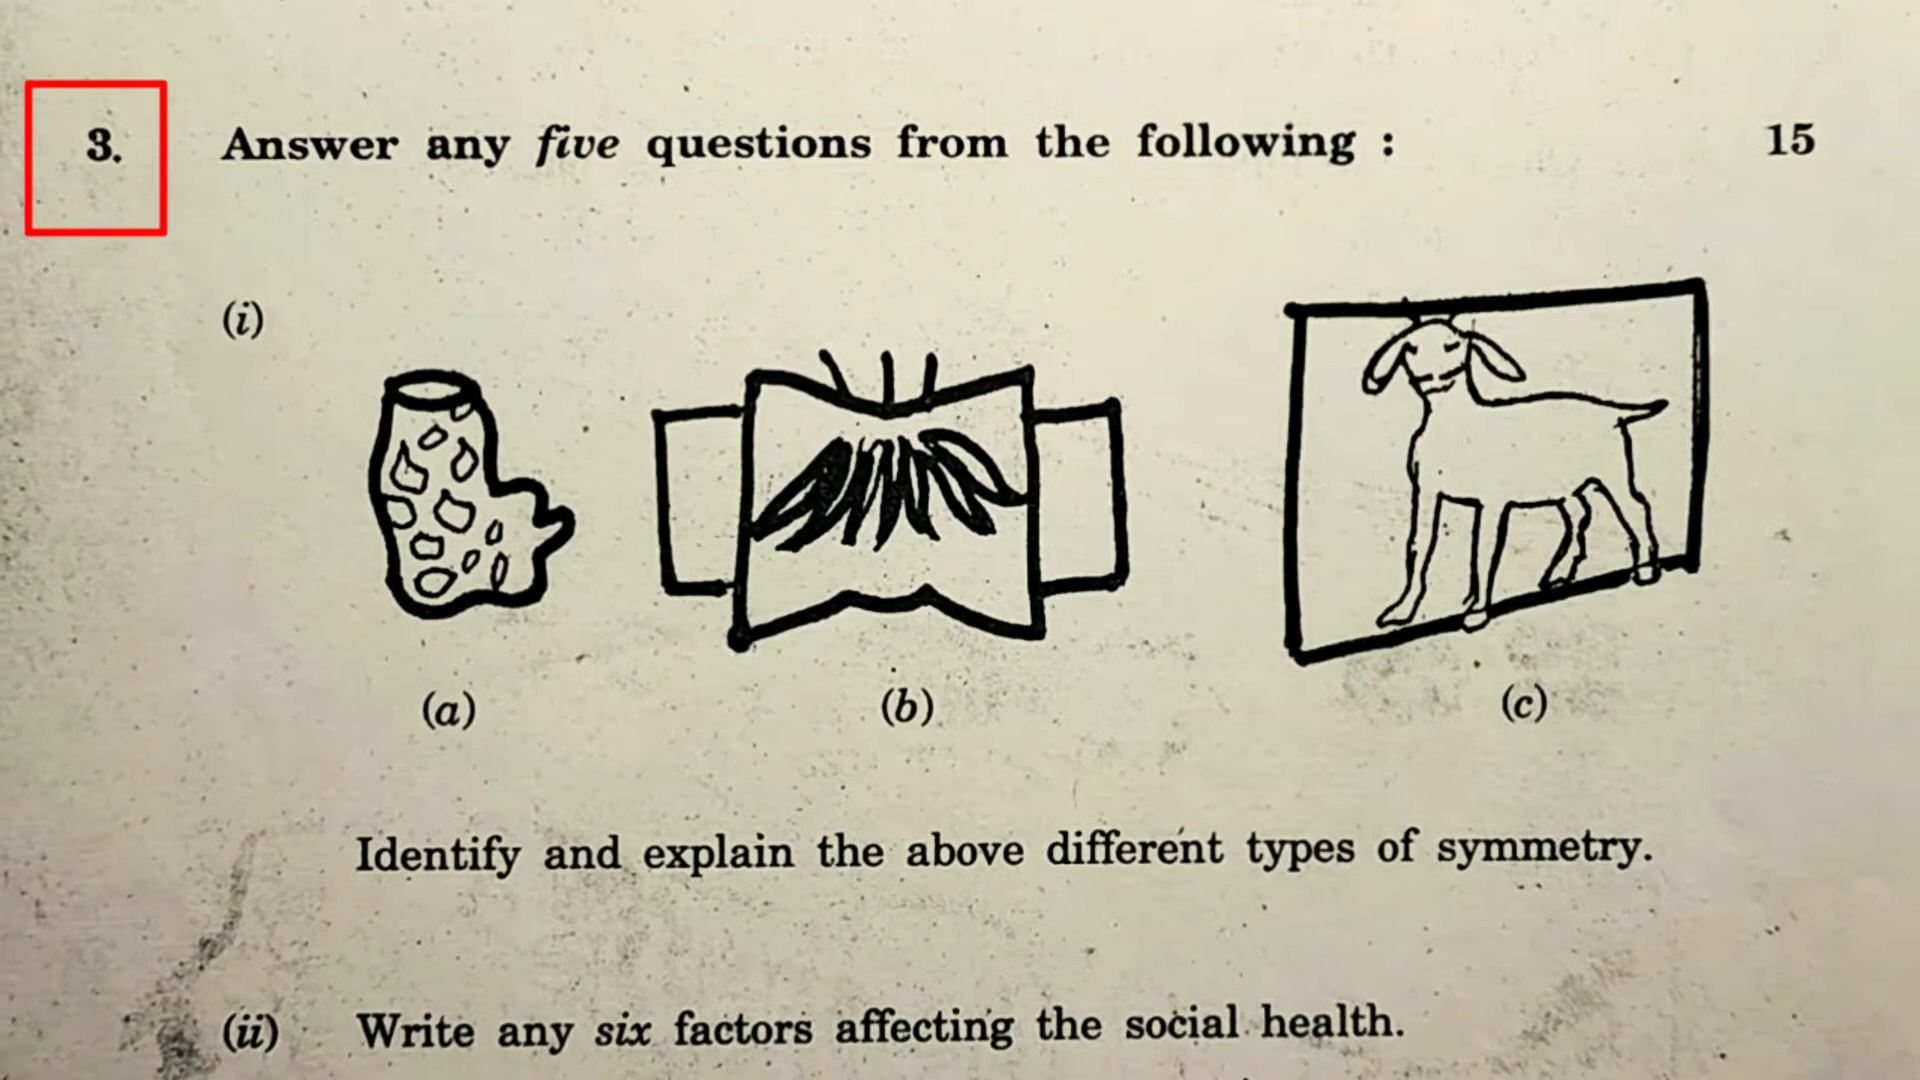 3. Answer any five questions from the following : 15
(i)
(a) (b) (c)
Identify and explain the above different types of symmetry.
(ii) Write any six factors affecting the social health.